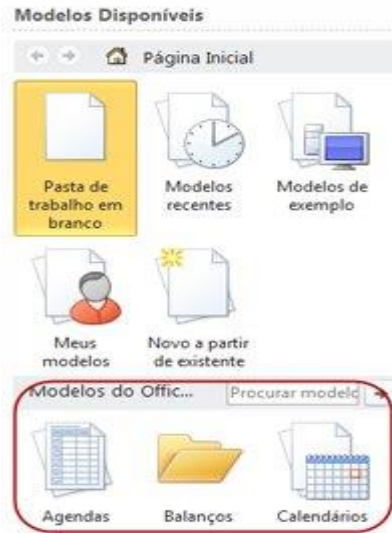 Modelos Disponíveis
Página Inicial
Pasta de
trabalho em
branco
Modelos
recentes
Modelos de
exemplo
Meus
modelos
Novo a partir
de existente
Modelos do Offic...
Procurar modelo
Agendas
Balanços
Calendários